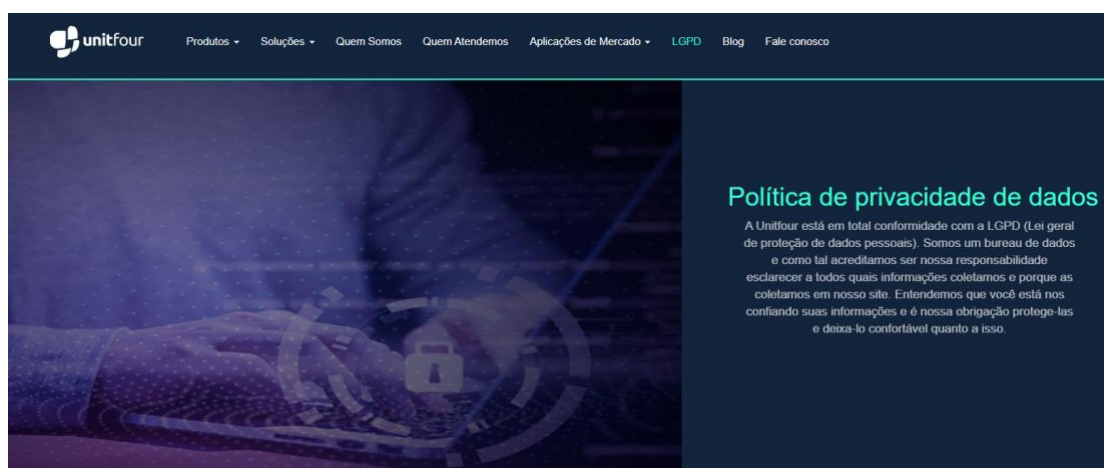 unitfour
Produtos
Soluções
Quem Somos
Quem Atendemos
Aplicações de Mercado
LGPD
Blog
Fale conosco
Política de privacidade de dados
A Unitfour está em total conformidade com a LGPD (Lei geral
de proteção de dados pessoais). Somos um bureau de dados
e como tal acreditamos ser nossa responsabilidade
esclarecer a todos quais informações coletamos e porque as
coletamos em nosso site. Entendemos que você está nos
confiando suas informações e é nossa obrigação protege-las
e deixa-lo confortável quanto a isso.